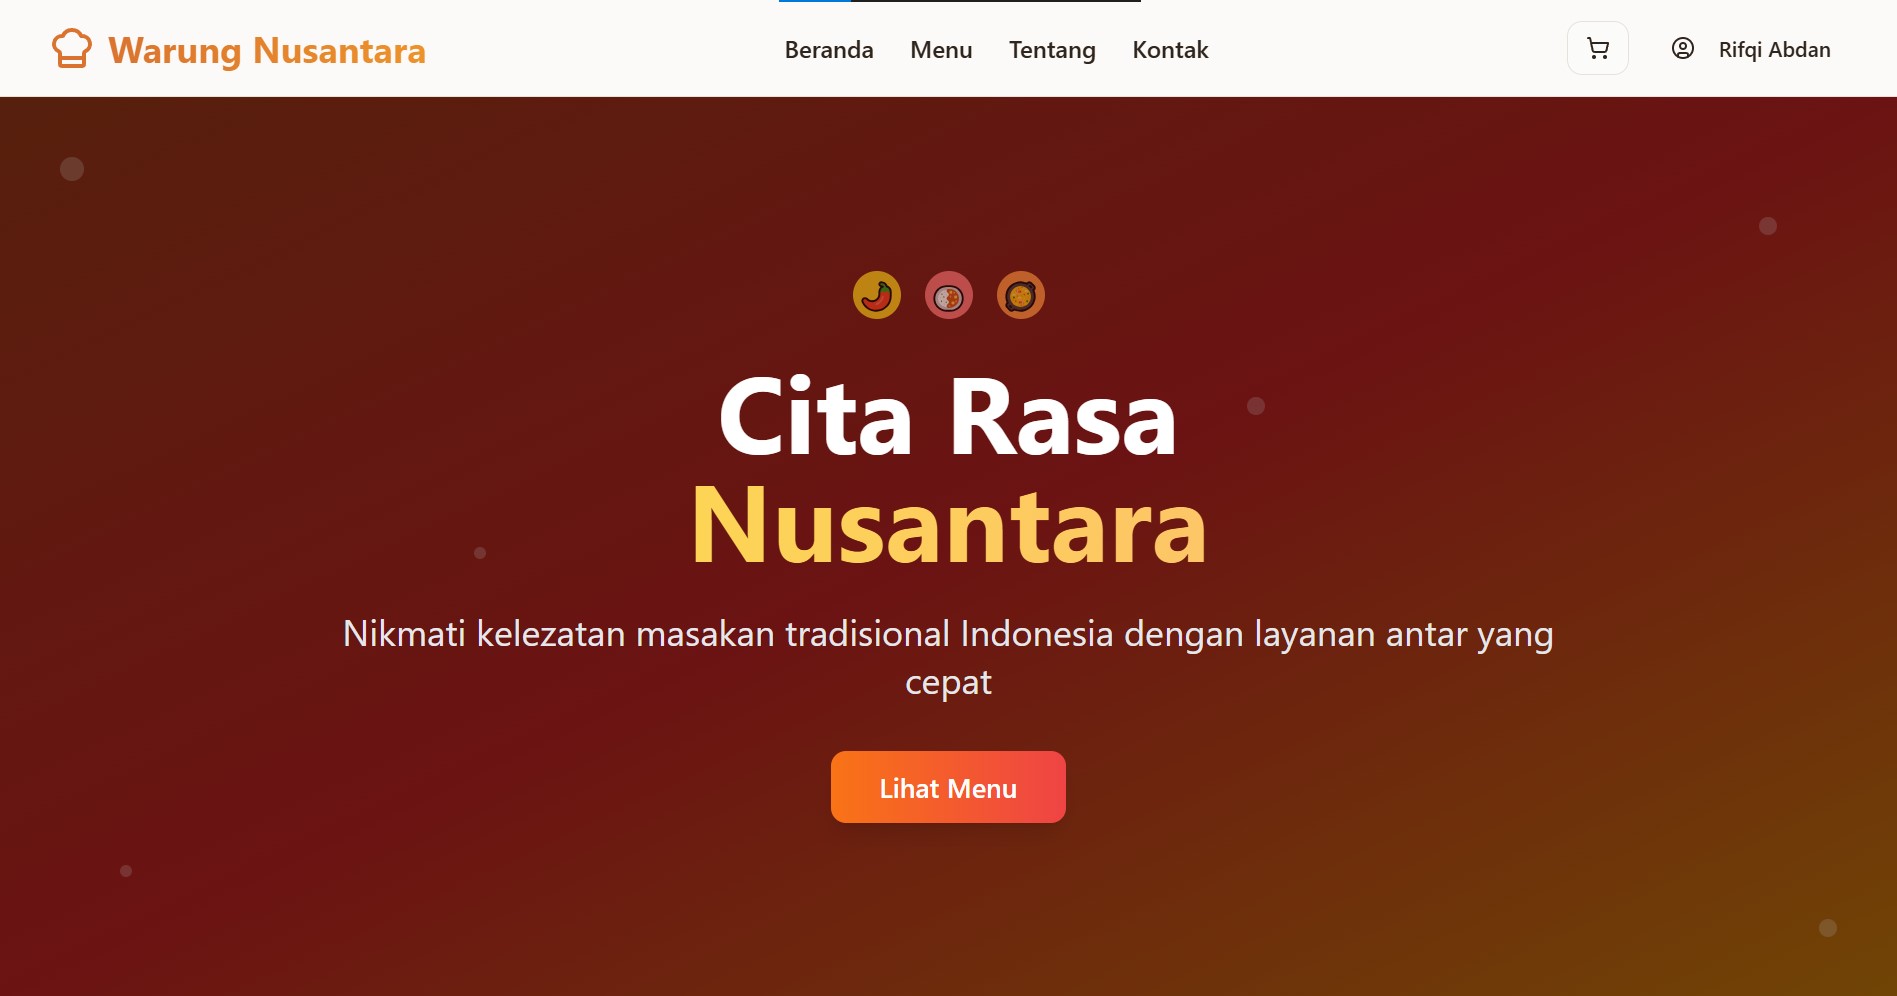 Warung Nusantara
Beranda Menu Tentang Kontak
Rifqi Abdan
Cita Rasa
Nusantara
Nikmati kelezatan masakan tradisional Indonesia dengan layanan antar yang
cepat
Lihat Menu